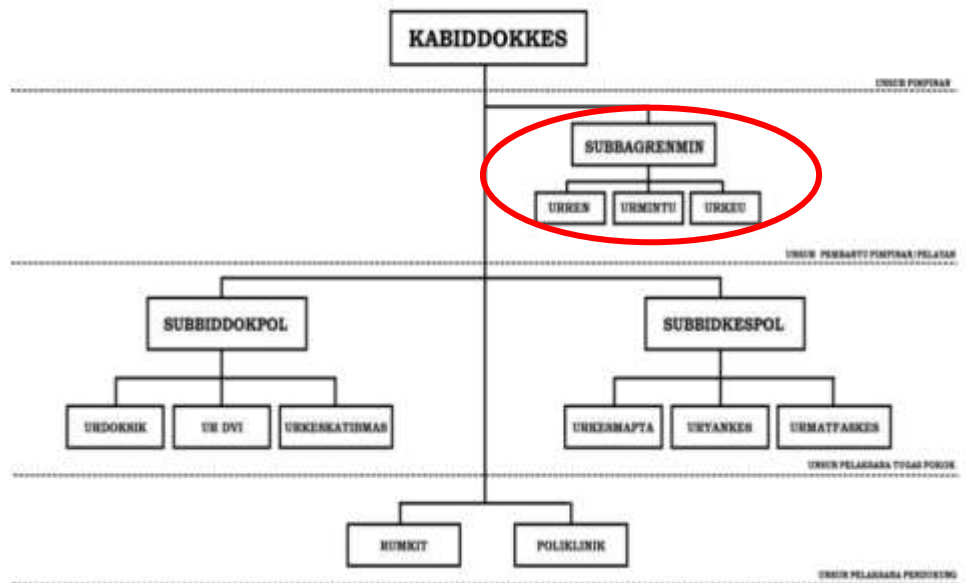 KABIDDOKKES
UNSUR PIMPINAN
SUBBAGRENMIN
URREN URMINTU URKEU
UNSUR PEMBANTU PIMPINAN/PELAYAN
SUBBIDDOKPOL SUBBIDKESPOL
URDOKSIK UR DVI URKESKATIBMAS URKESMAPTA URYANKES URMATFASKES
UNSUR PELAKSANA TUGAS POKOK
RUMKIT POLIKLINIK
UNSUR PELAKSANA PENDUKUNG